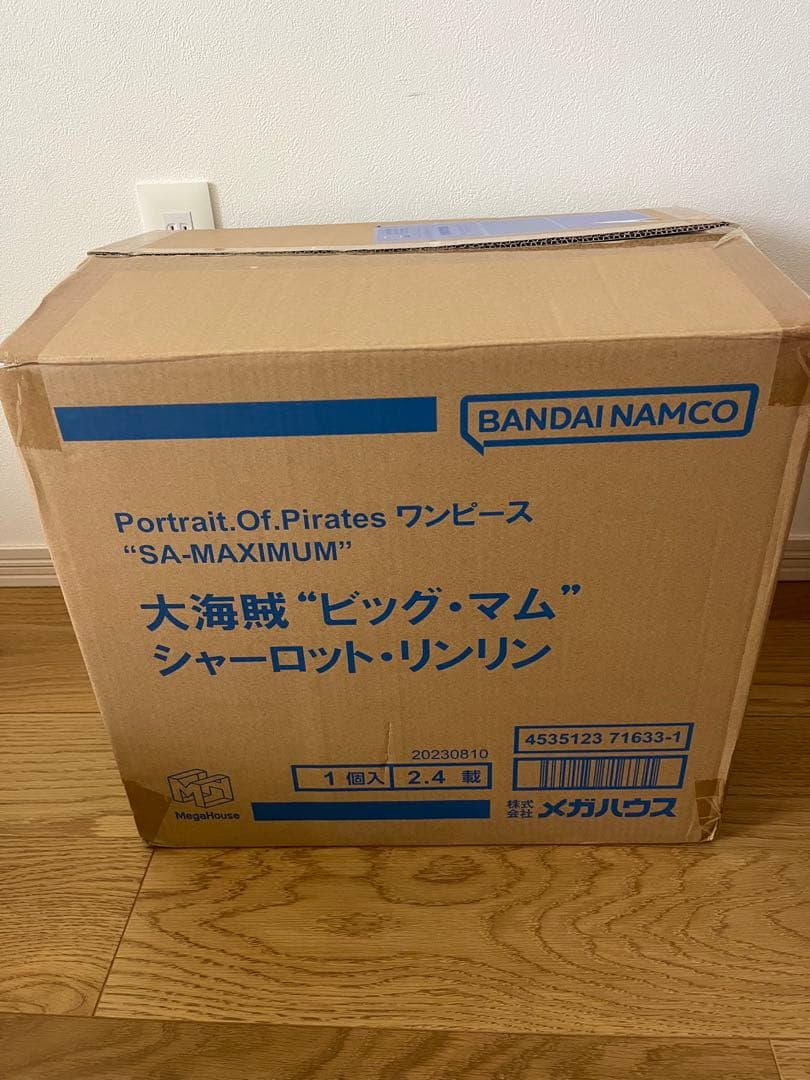 BANDAI NAMCO
Portrait.Of.Pirates ワンピース
“SA-MAXIMUM”
大海賊“ビッグ・マム”
シャーロット・リンリン
20230810
4535123 71633-1
1個入 2.4 載
MegaHouse
株式会社 メガハウス